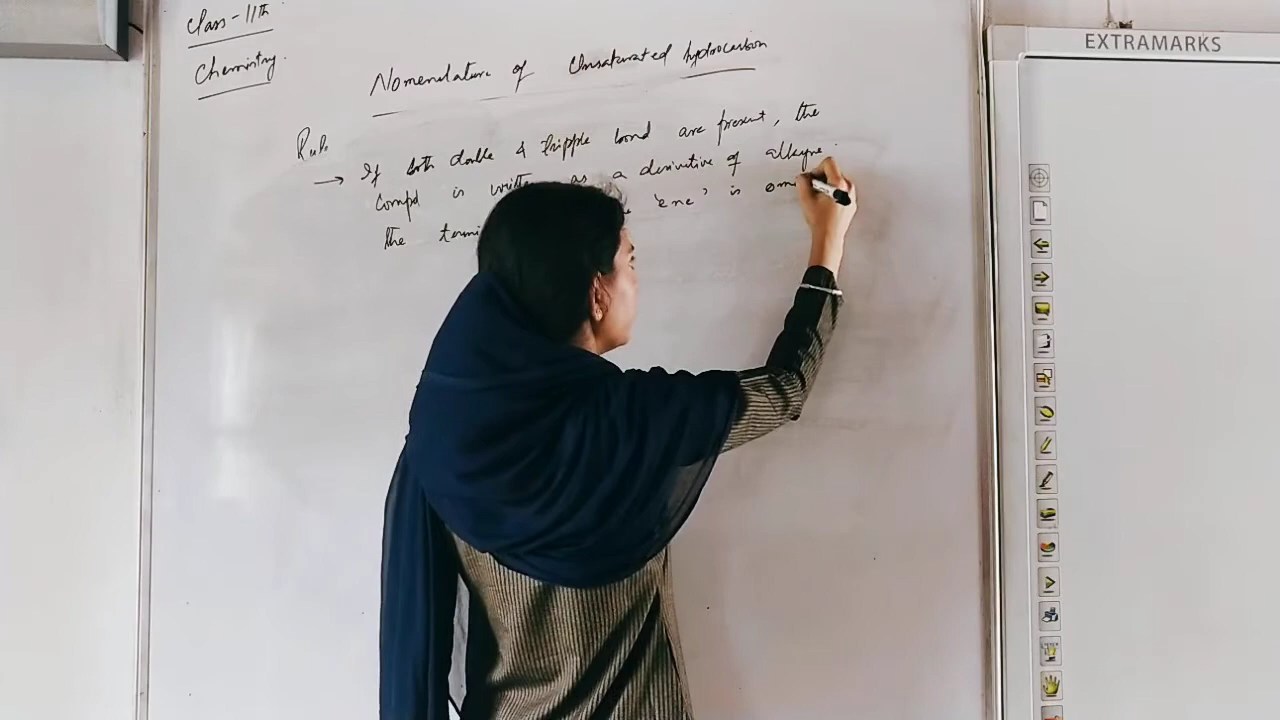 Class - 11th
Chemistry.
Nomenclature of Unsaturated hydrocarbon
Rule
→ If both double & tripple bond are present, the
Compd is written as a derivative of alkyne.
the termi 'ene' is om
EXTRAMARKS